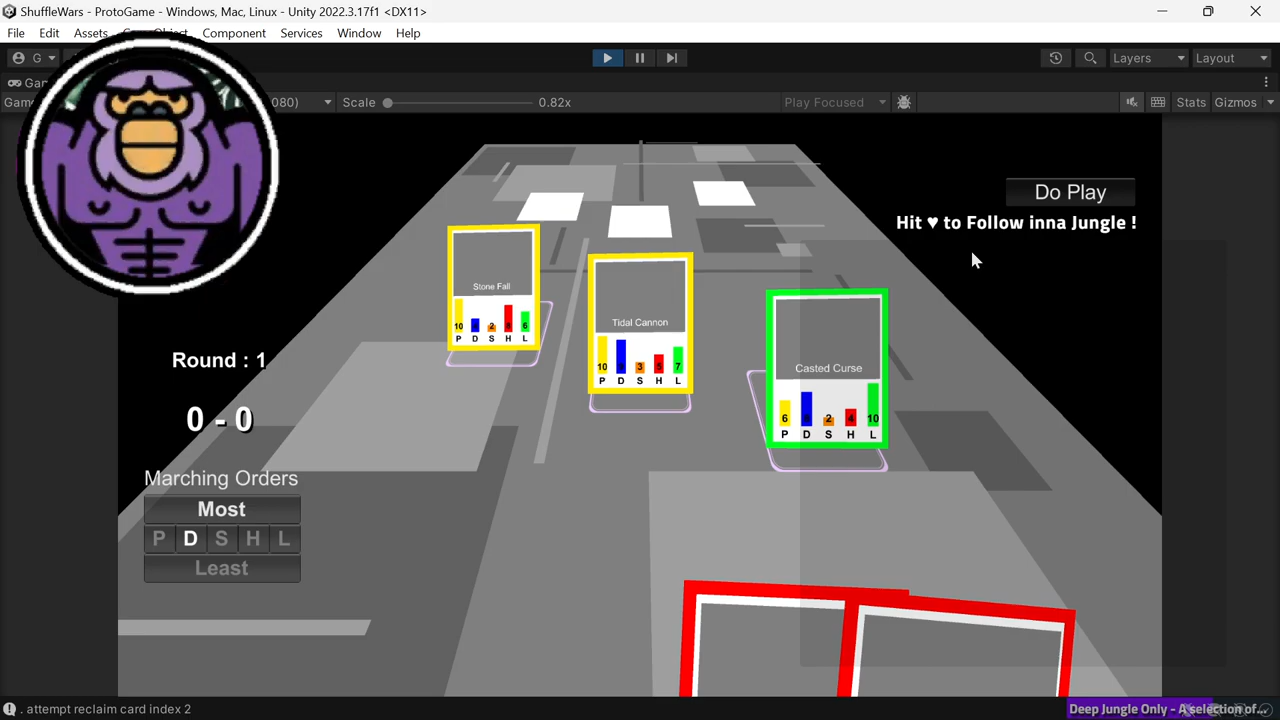 ShuffleWars - ProtoGame - Windows, Mac, Linux - Unity 2022.3.17f1 <DX11>
File Edit Assets Component Services Window Help
G Layers Layout
Scale 0.82x Play Focused Stats Gizmos
Do Play
Hit ♥ to Follow inna Jungle !
Stone Fall
10 2 6
P D S H L
Tidal Cannon
10 3 5 7
P D S H L
Casted Curse
6 2 4 10
P D S H L
Round : 1
0 - 0
Marching Orders
Most
P D S H L
Least
. attempt reclaim card index 2
Deep Jungle Only - A selection of...